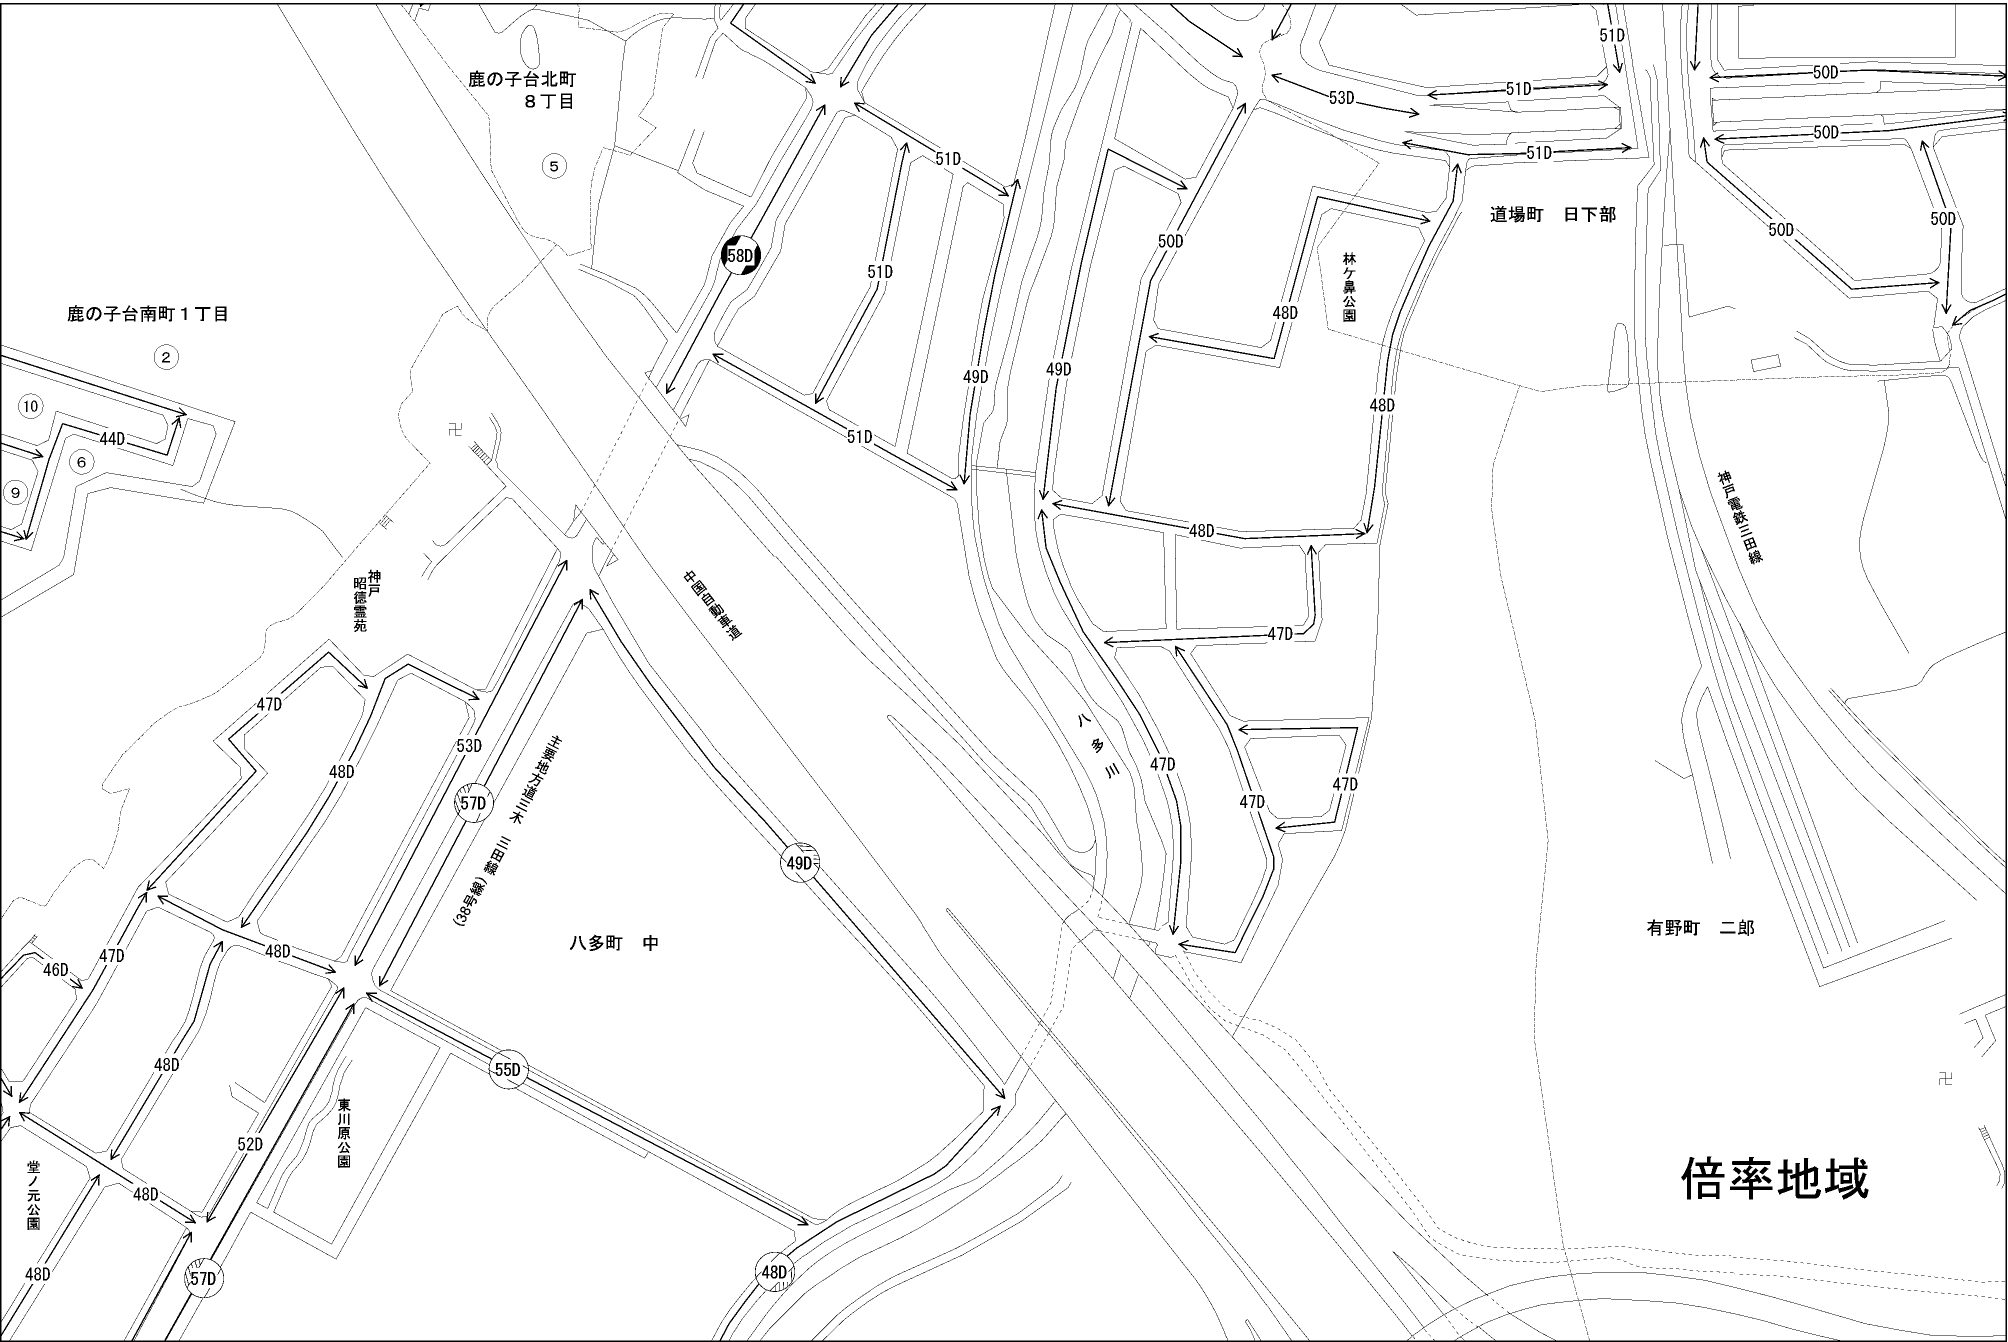 鹿の子台北町
８丁目
5
鹿の子台南町１丁目
2
10
6
9
44D
51D
53D
51D
51D
50D
50D
50D
50D
道場町　日下部
51D
58D
51D
51D
49D
49D
50D
48D
48D
48D
林ケ鼻公園
47D
47D
47D
47D
神戸電鉄三田線
中国自動車道
神戸
昭徳霊苑
八多川
47D
48D
53D
57D
主要地方道三木
三田線(38号線)
49D
八多町　中
有野町　二郎
46D
47D
48D
48D
55D
52D
東川原公園
堂ノ元公園
48D
48D
57D
48D
倍率地域